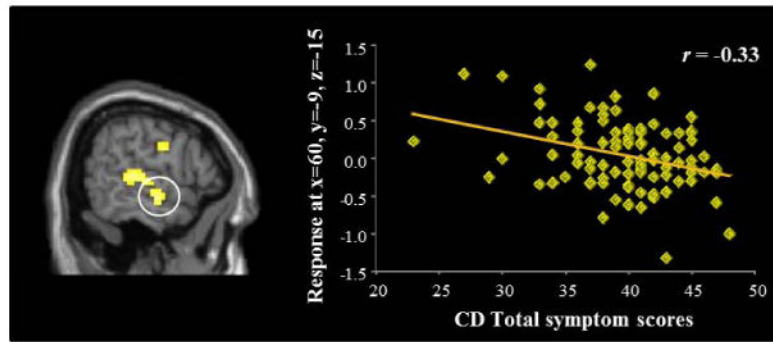 r = -0.33
Response at x=60, y=-9, z=-15
1.5
1.0
0.5
0.0
-0.5
-1.0
-1.5
20 25 30 35 40 45 50
CD Total symptom scores